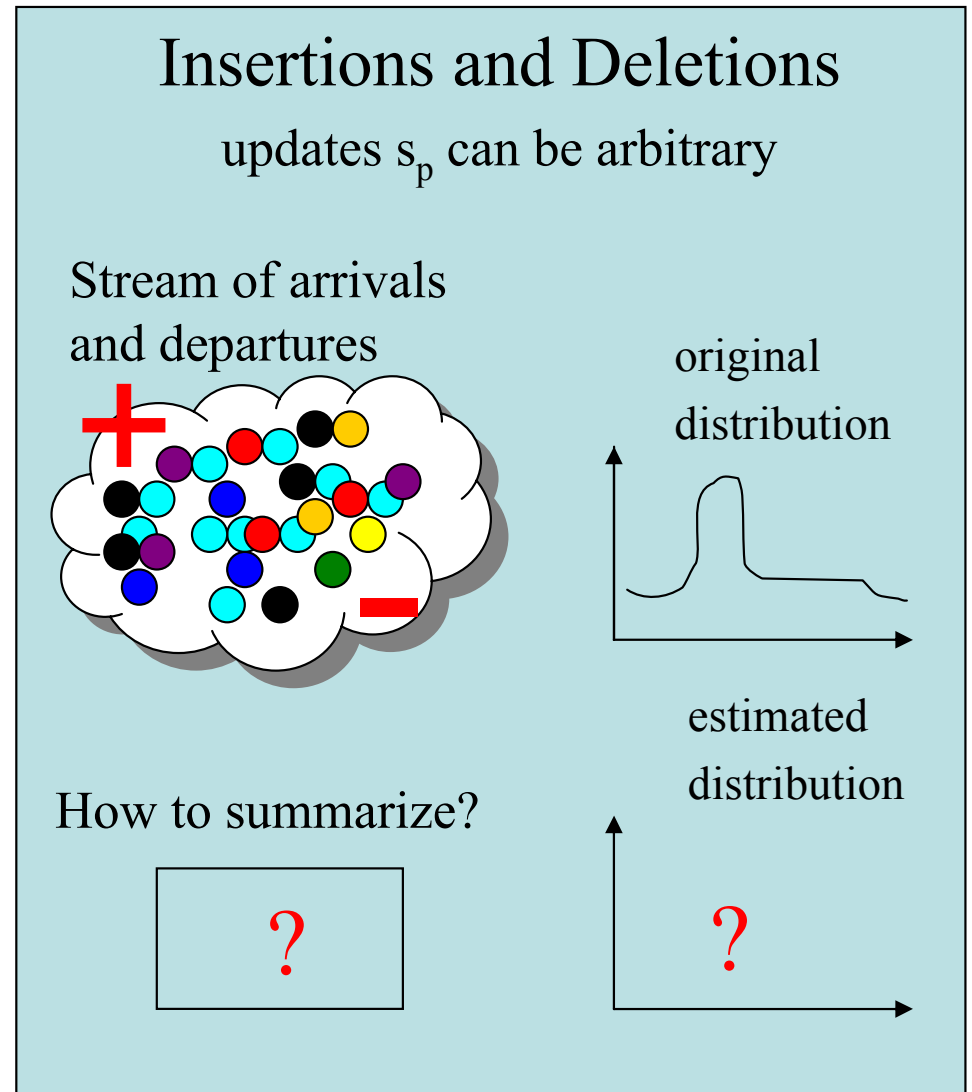 Insertions and Deletions
updates sp can be arbitrary
Stream of arrivals
and departures
+
−
original
distribution
How to summarize?
?
estimated
distribution
?